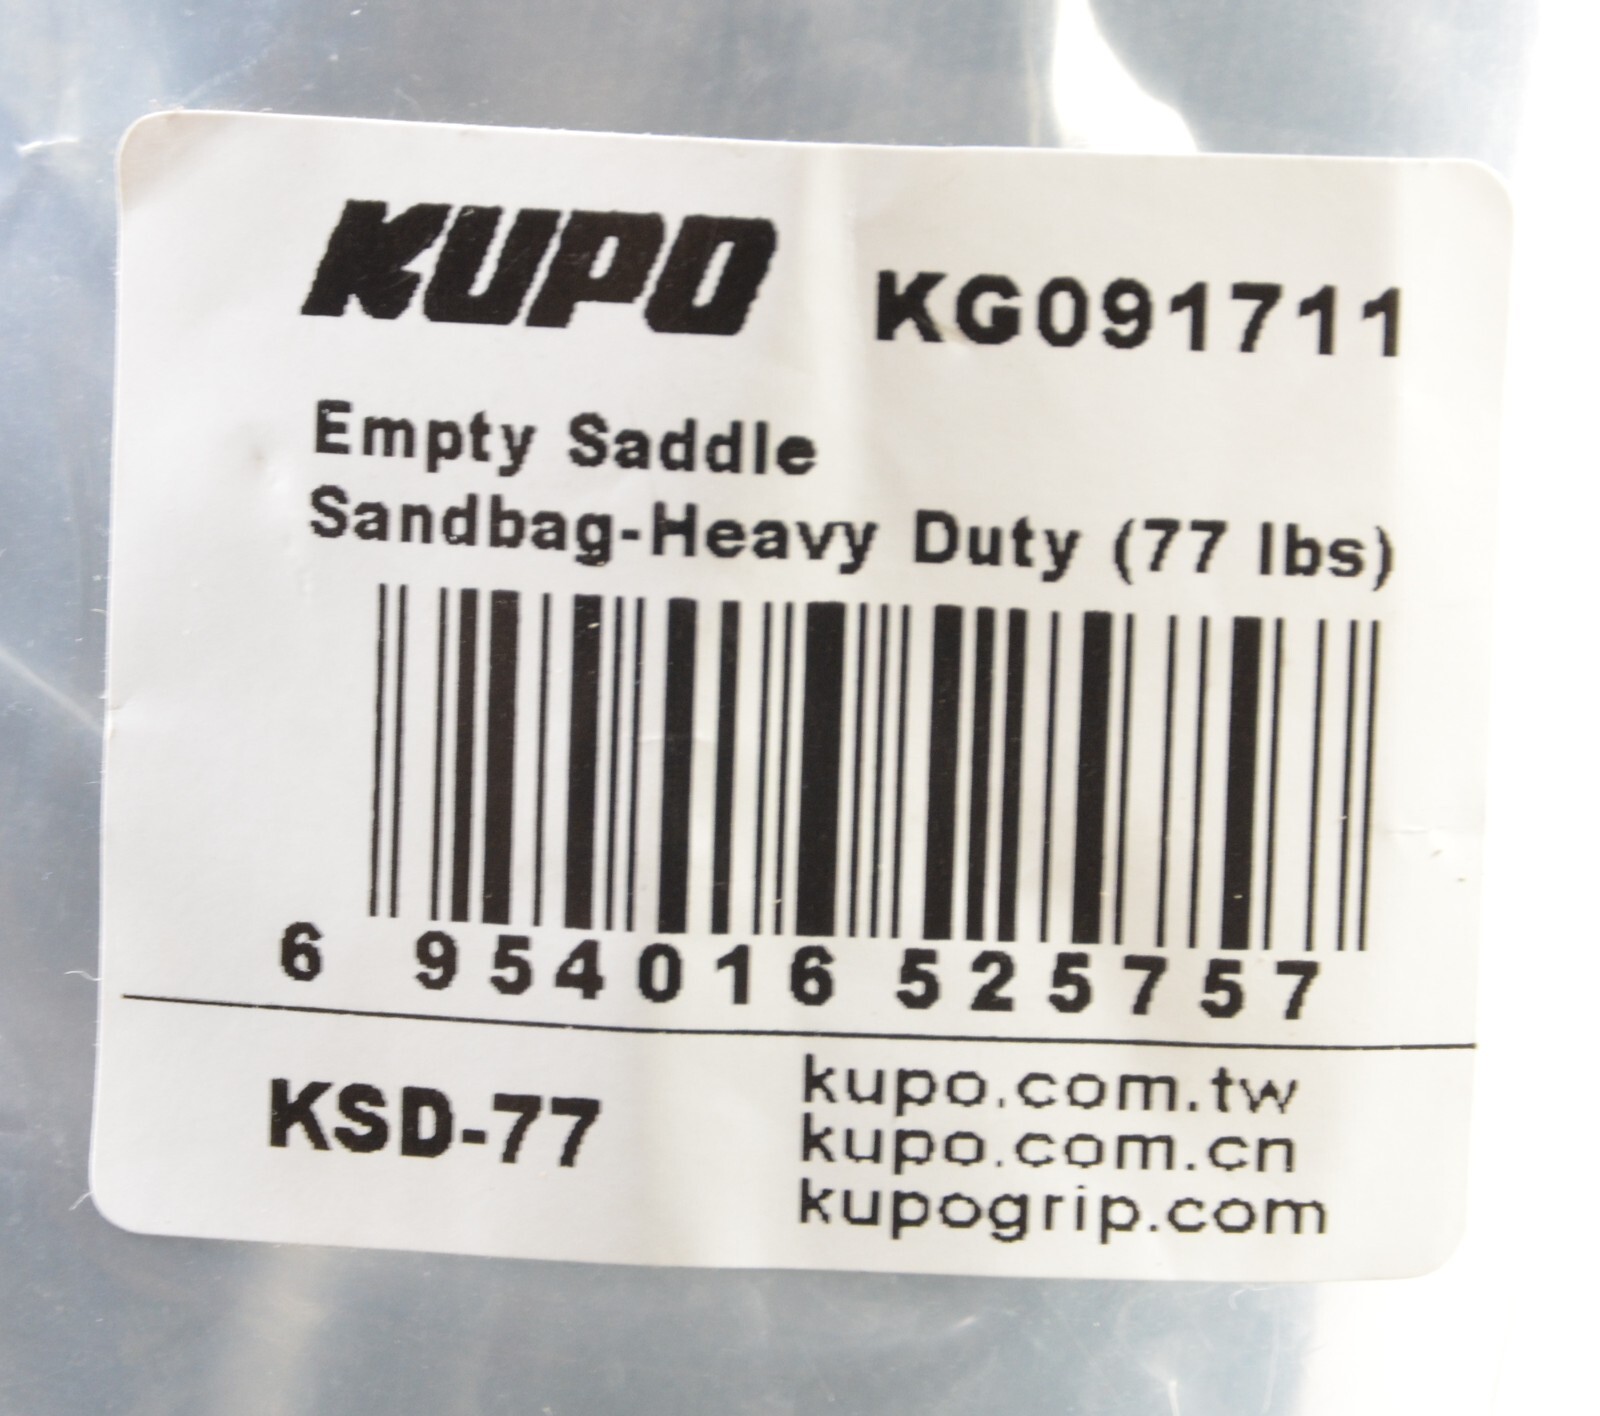 KUPO KG091711
Empty Saddle
Sandbag-Heavy Duty (77 lbs)
6 954016 525757
KSD-77
kupo.com.tw
kupo.com.cn
kupogrip.com